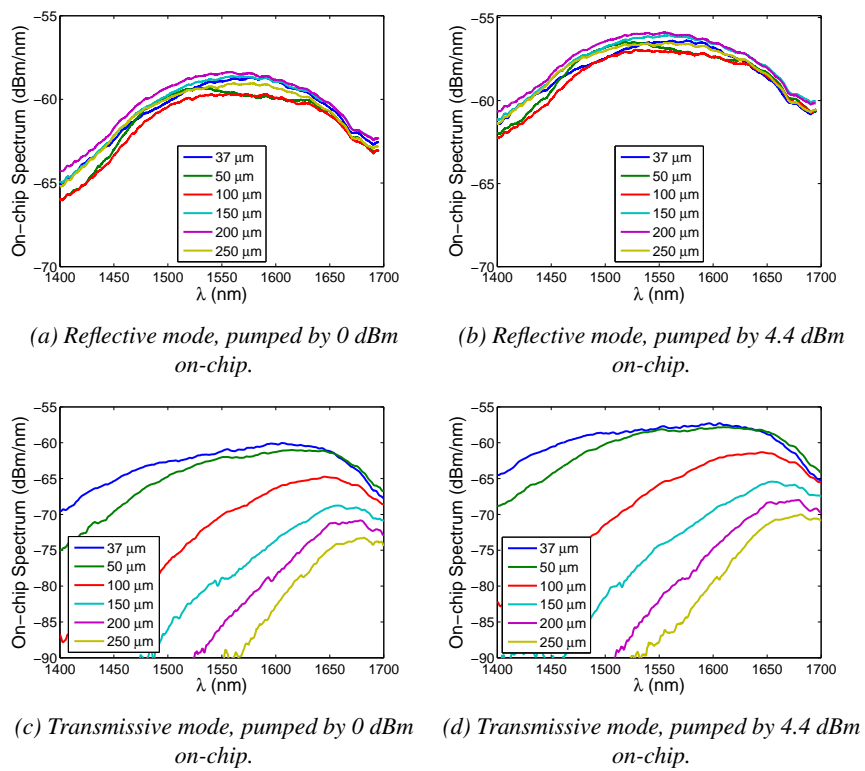 On-chip Spectrum (dBm/nm)
−55
−60
−65
−70
37 µm
50 µm
100 µm
150 µm
200 µm
250 µm
1400 1450 1500 1550 1600 1650 1700
λ (nm)
(a) Reflective mode, pumped by 0 dBm
on-chip.
On-chip Spectrum (dBm/nm)
−55
−60
−65
−70
37 µm
50 µm
100 µm
150 µm
200 µm
250 µm
1400 1450 1500 1550 1600 1650 1700
λ (nm)
(b) Reflective mode, pumped by 4.4 dBm
on-chip.
On-chip Spectrum (dBm/nm)
−55
−60
−65
−70
−75
−80
−85
−90
37 µm
50 µm
100 µm
150 µm
200 µm
250 µm
1400 1450 1500 1550 1600 1650 1700
λ (nm)
(c) Transmissive mode, pumped by 0 dBm
on-chip.
On-chip Spectrum (dBm/nm)
−55
−60
−65
−70
−75
−80
−85
−90
37 µm
50 µm
100 µm
150 µm
200 µm
250 µm
1400 1450 1500 1550 1600 1650 1700
λ (nm)
(d) Transmissive mode, pumped by 4.4 dBm
on-chip.